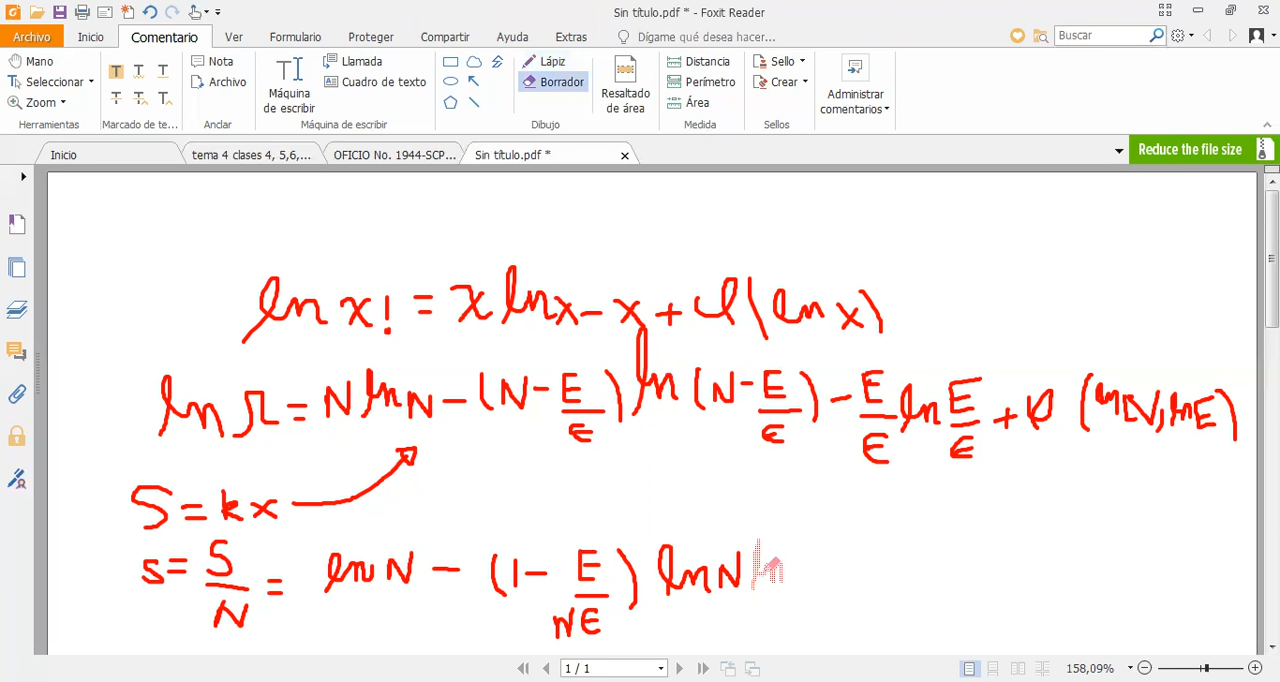 Sin título.pdf * - Foxit Reader
Archivo Inicio Comentario Ver Formulario Proteger Compartir Ayuda Extras Dígame qué desea hacer... Buscar
Mano
Seleccionar
Zoom
Herramientas
T T T
T T T
Marcado de te...
Nota
Archivo
Anclar
Máquina de escribir
Llamada
Cuadro de texto
Máquina de escribir
Lápiz
Borrador
Dibujo
Resaltado de área
Distancia
Perímetro
Área
Medida
Sello
Crear
Sellos
Administrar comentarios
Inicio
tema 4 clases 4, 5,6,...
OFICIO No. 1944-SCP...
Sin título.pdf *
Reduce the file size
ln x! = x ln x - x + O(ln x)
ln Ω = N ln N - (N - E/ε) ln (N - E/ε) - E/ε ln E/ε + O (ln N, ln E)
S = kx
s = S/N = ln N - (1 - E/NE) ln N
1 / 1
158,09%